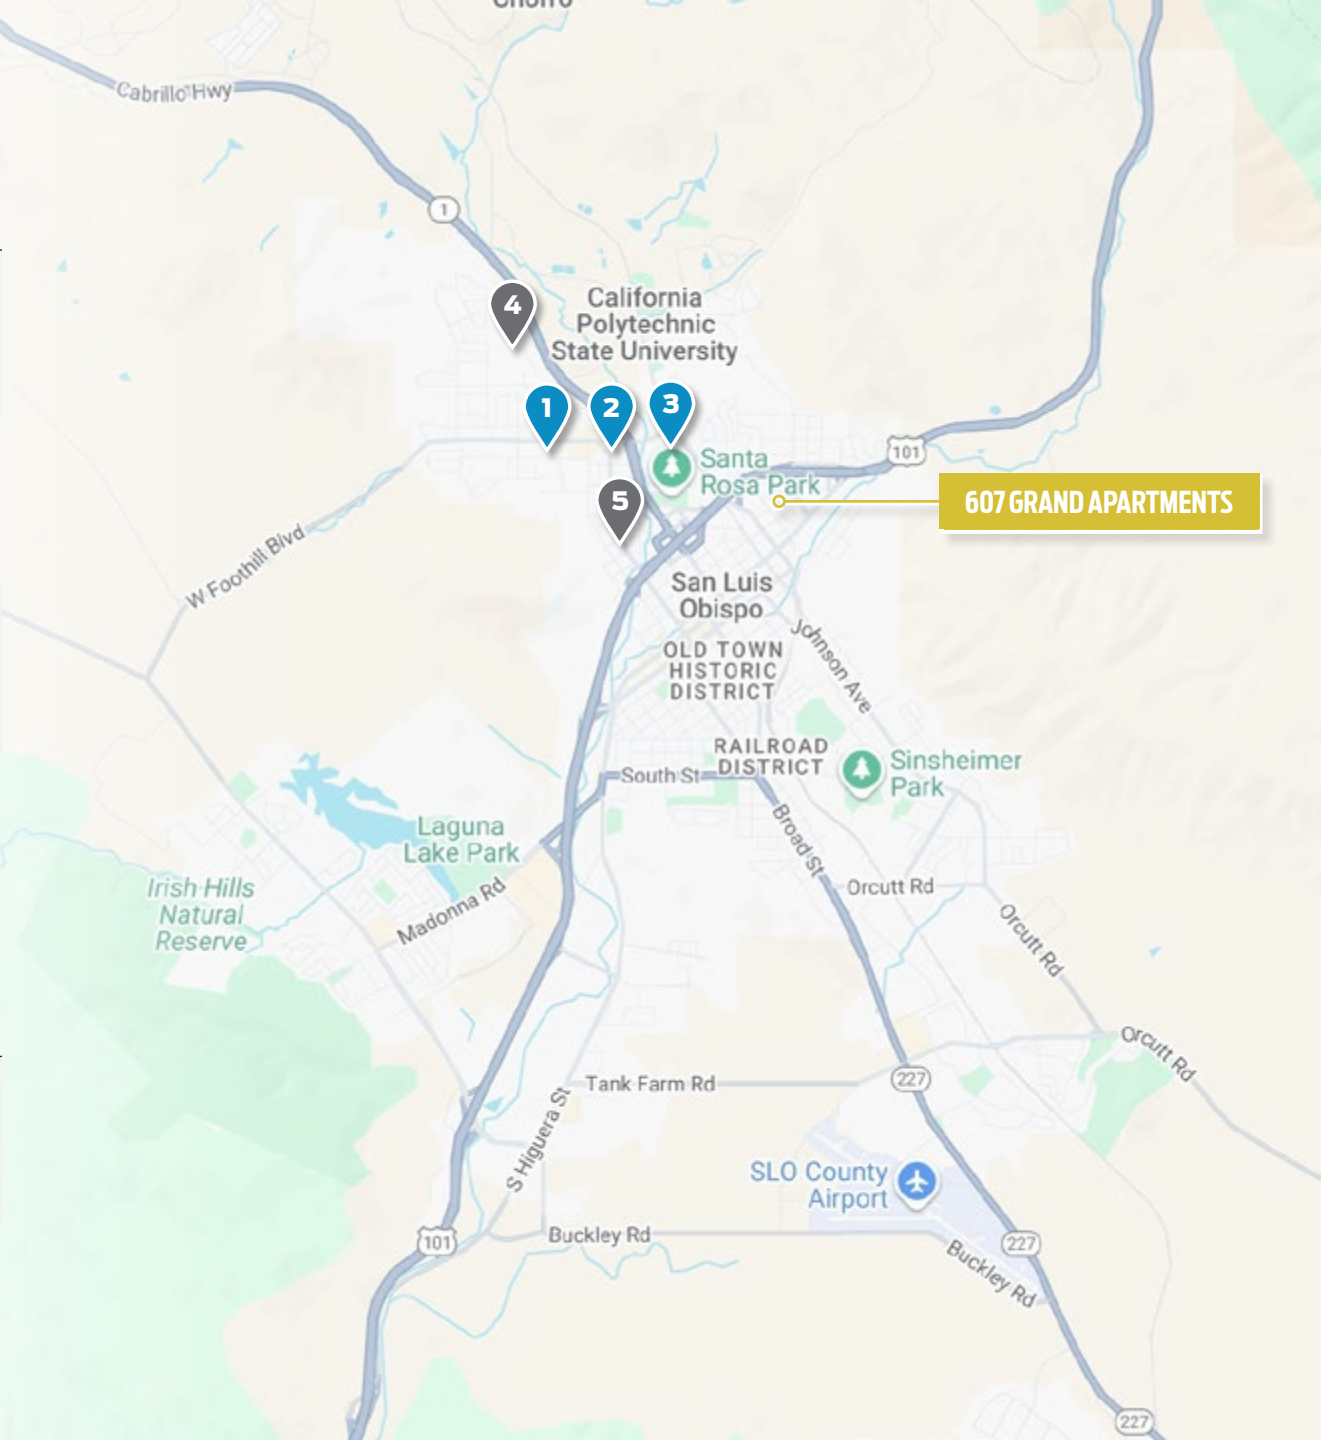 Chorro
Cabrillo Hwy
1
4
California
Polytechnic
State University
1
2
3
101
Santa
Rosa Park
607 GRAND APARTMENTS
5
W Foothill Blvd
San Luis
Obispo
Johnson Ave
OLD TOWN
HISTORIC
DISTRICT
RAILROAD
DISTRICT
South St
Sinsheimer
Park
Broad St
Laguna
Lake Park
Irish Hills
Natural
Reserve
Madonna Rd
Orcutt Rd
Orcutt Rd
Orcutt Rd
Tank Farm Rd
227
S Higuera St
SLO County
Airport
101
Buckley Rd
227
Buckley Rd
227